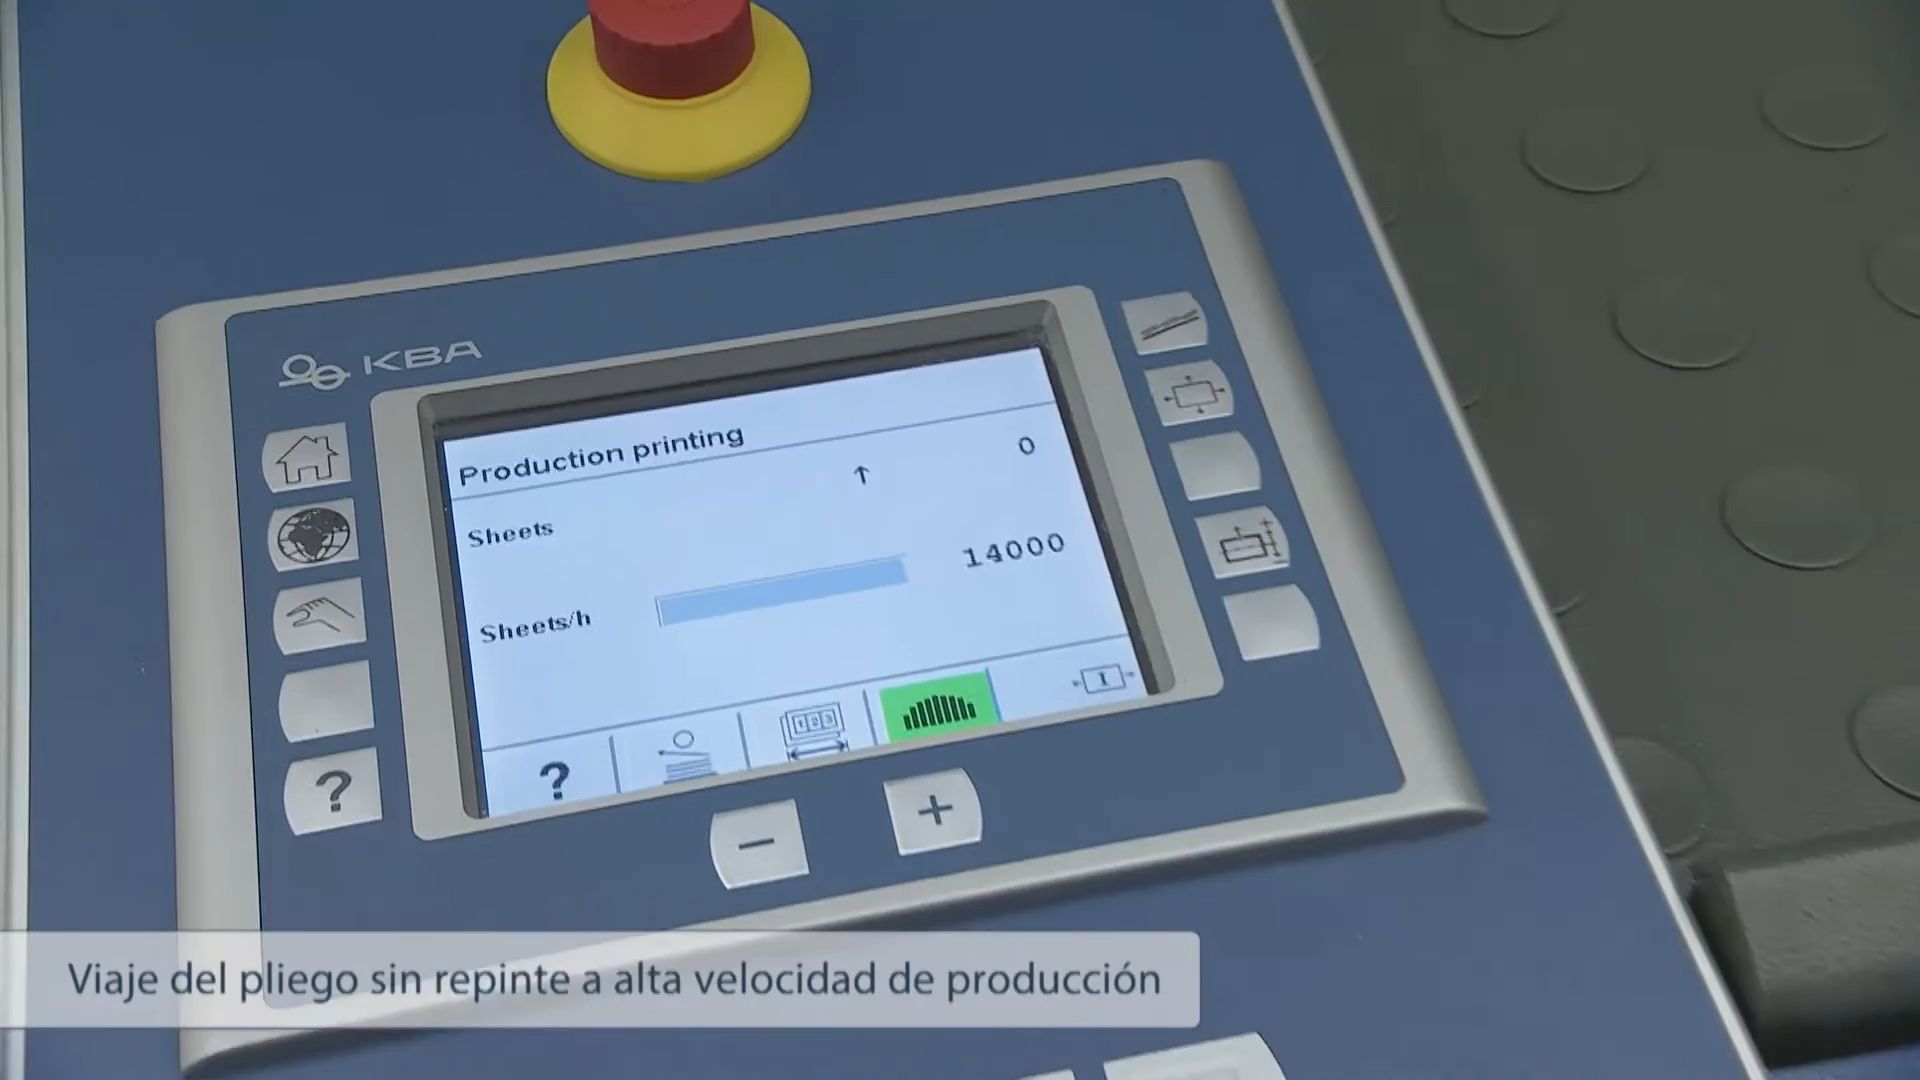 KBA
Production printing
↑ 0
Sheets
14000
Sheets/h
?
123
I
?
−
+
Viaje del pliego sin repinte a alta velocidad de producción